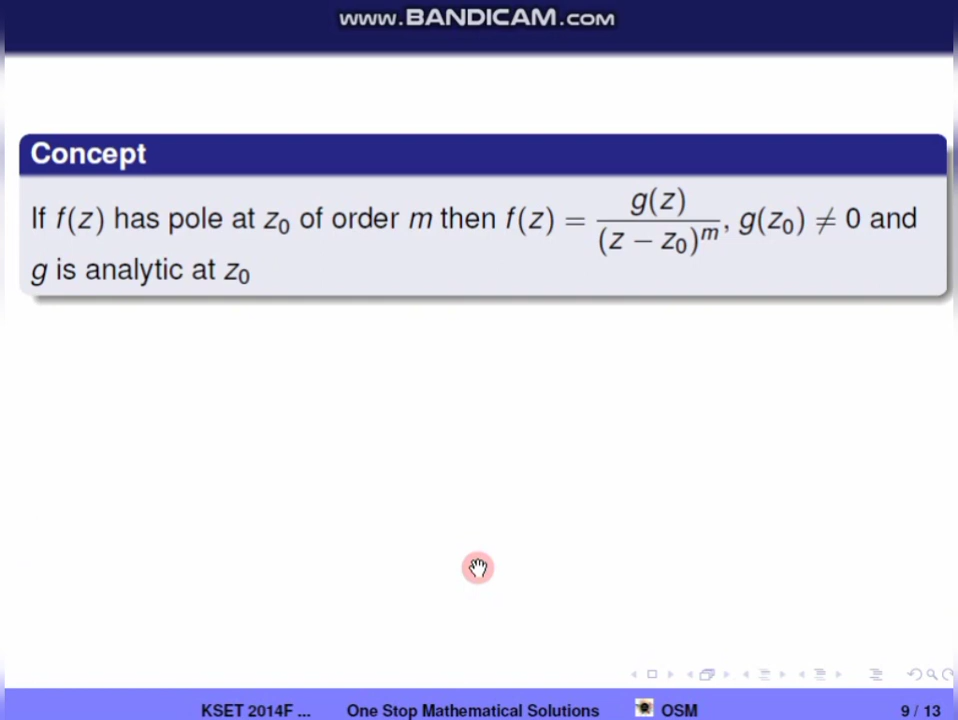 www.BANDICAM.com
Concept
If f(z) has pole at z₀ of order m then f(z) = g(z)/(z − z₀)ᵐ, g(z₀) ≠ 0 and
g is analytic at z₀
KSET 2014F ... One Stop Mathematical Solutions OSM 9 / 13